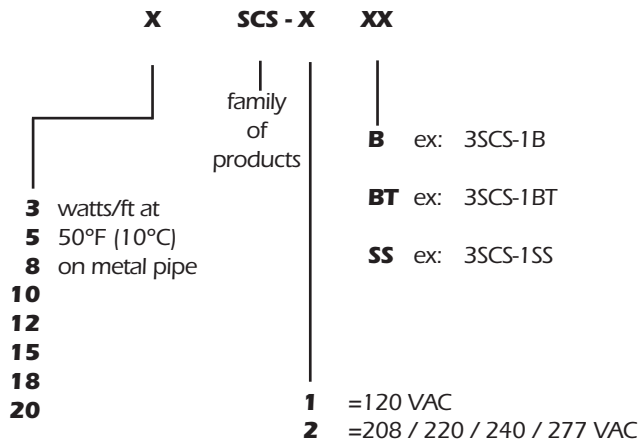 X SCS - X XX
family
of
products
B ex: 3SCS-1B
BT ex: 3SCS-1BT
SS ex: 3SCS-1SS
3 watts/ft at
5 50°F (10°C)
8 on metal pipe
10
12
15
18
20
1 =120 VAC
2 =208 / 220 / 240 / 277 VAC